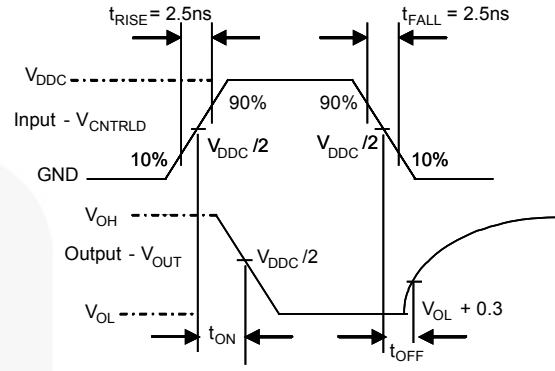 tRISE = 2.5ns
tFALL = 2.5ns
VDDC
90%
90%
Input - VCNTRLD
VDDC /2
VDDC /2
10%
10%
GND
VOH
Output - VOUT
VDDC /2
VOL
tON
VOL + 0.3
tOFF